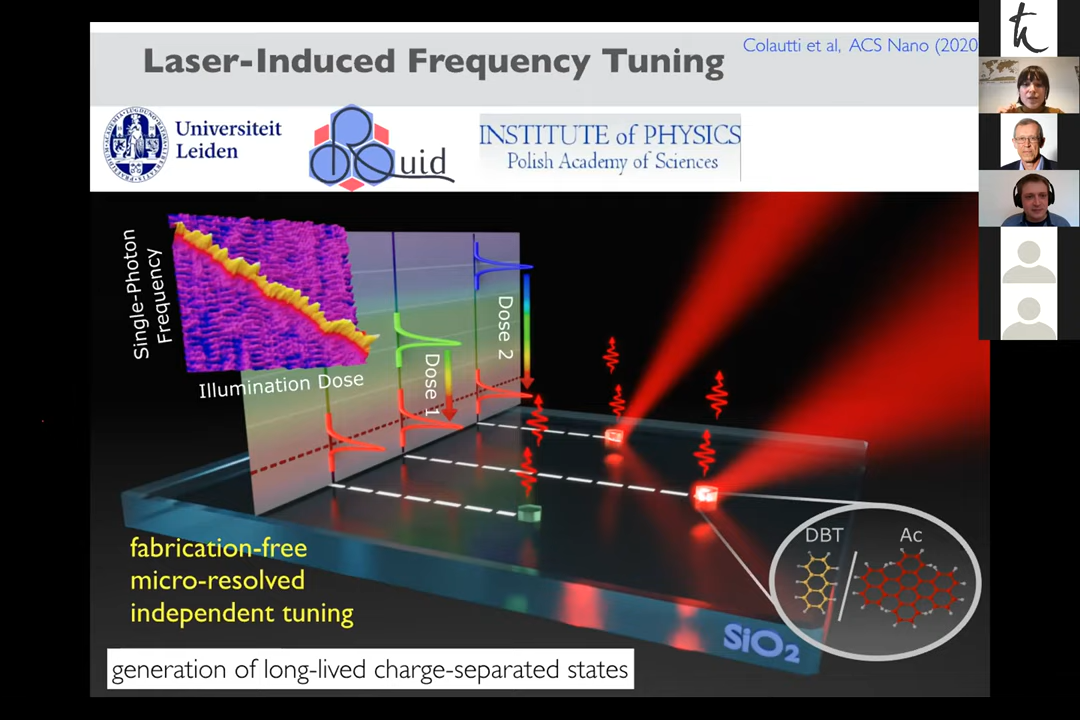 Laser-Induced Frequency Tuning
Colautti et al, ACS Nano (2020
Universiteit
Leiden
Quid
INSTITUTE of PHYSICS
Polish Academy of Sciences
Single-Photon
Frequency
Illumination Dose
Dose 1
Dose 2
DBT
Ac
fabrication-free
micro-resolved
independent tuning
SiO2
generation of long-lived charge-separated states